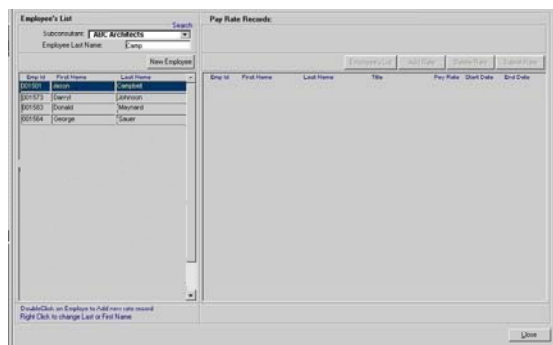 Employee's List
Search
Subconsultant: ABC Architects
Employee Last Name: Camp
New Employee
Emp Id First Name Last Name
001501 Jason Campbell
001573 Darryl Johnson
001583 Donald Maynard
001584 George Sauer
DoubleClick on Employee to Add new rate record
Right Click to change Last or First Name
Pay Rate Records:
Employee's List Add Rate Delete Rate Submit Rate
Emp Id First Name Last Name Title Pay Rate Start Date End Date
Close